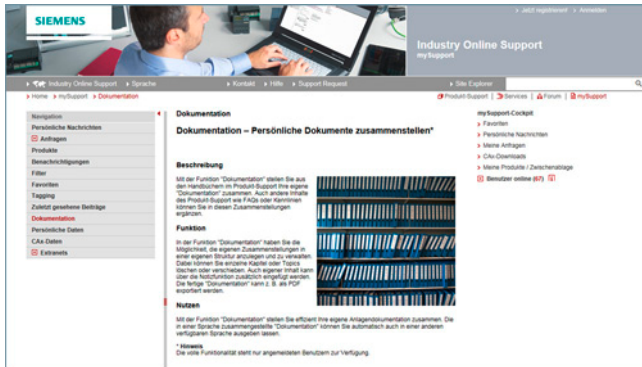 SIEMENS
› Jetzt registrieren! › Anmelden
Industry Online Support
mySupport
› Industry Online Support › Sprache › Kontakt › Hilfe › Support Request › Site Explorer
› Home › mySupport › Dokumentation
Produkt-Support | Services | Forum | mySupport
Navigation
Persönliche Nachrichten
Anfragen
Produkte
Benachrichtigungen
Filter
Favoriten
Tagging
Zuletzt gesehene Beiträge
Dokumentation
Persönliche Daten
CAx-Daten
Extranets
Dokumentation
Dokumentation – Persönliche Dokumente zusammenstellen*
Beschreibung
Mit der Funktion "Dokumentation" stellen Sie aus
den Handbüchern im Produkt-Support Ihre eigene
"Dokumentation" zusammen. Auch andere Inhalte
des Produkt-Support wie FAQs oder Kennlinien
können Sie in diesen Zusammenstellungen
ergänzen.
Funktion
In der Funktion "Dokumentation" haben Sie die
Möglichkeit, die eigenen Zusammenstellungen in
einer eigenen Struktur anzulegen und zu verwalten.
Dabei können Sie einzelne Kapitel oder Topics
löschen oder verschieben. Auch eigener Inhalt kann
über die Notizfunktion zusätzlich eingefügt werden.
Die fertige "Dokumentation" kann z. B. als PDF
exportiert werden.
Nutzen
Mit der Funktion "Dokumentation" stellen Sie effizient Ihre eigene Anlagendokumentation zusammen. Die
in einer Sprache zusammengestellte "Dokumentation" können Sie automatisch auch in einer anderen
verfügbaren Sprache ausgeben lassen.
* Hinweis
Die volle Funktionalität steht nur angemeldeten Benutzern zur Verfügung.
mySupport-Cockpit
› Favoriten
› Persönliche Nachrichten
› Meine Anfragen
› CAx-Downloads
› Meine Produkte / Zwischenablage
Benutzer online (67)